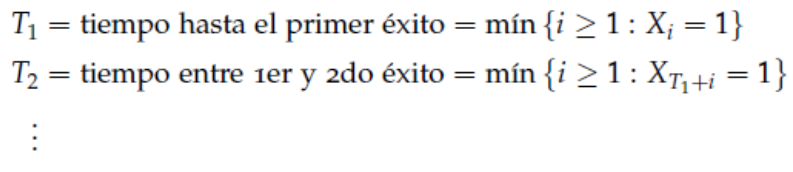 T₁ = tiempo hasta el primer éxito = mín {i ≥ 1 : Xᵢ = 1}
T₂ = tiempo entre 1er y 2do éxito = mín {i ≥ 1 : X_{T₁+i} = 1}
⋮